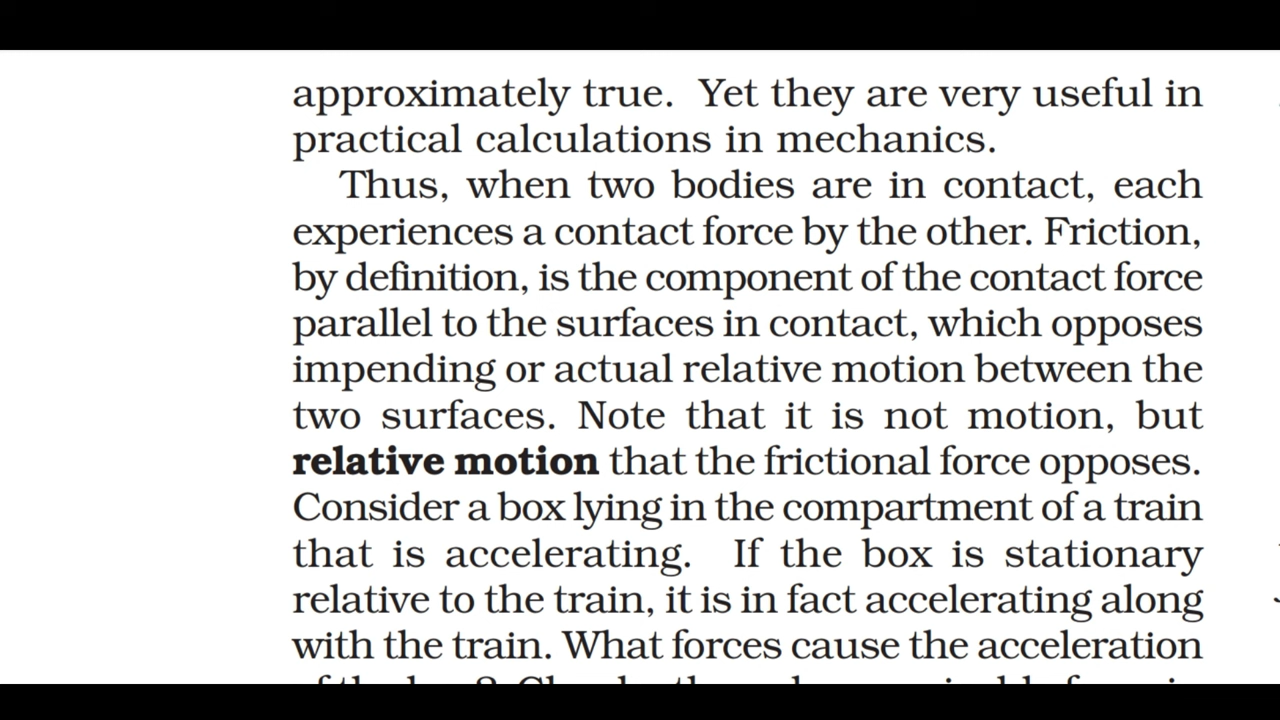 approximately true. Yet they are very useful in
practical calculations in mechanics.
Thus, when two bodies are in contact, each
experiences a contact force by the other. Friction,
by definition, is the component of the contact force
parallel to the surfaces in contact, which opposes
impending or actual relative motion between the
two surfaces. Note that it is not motion, but
relative motion that the frictional force opposes.
Consider a box lying in the compartment of a train
that is accelerating. If the box is stationary
relative to the train, it is in fact accelerating along
with the train. What forces cause the acceleration